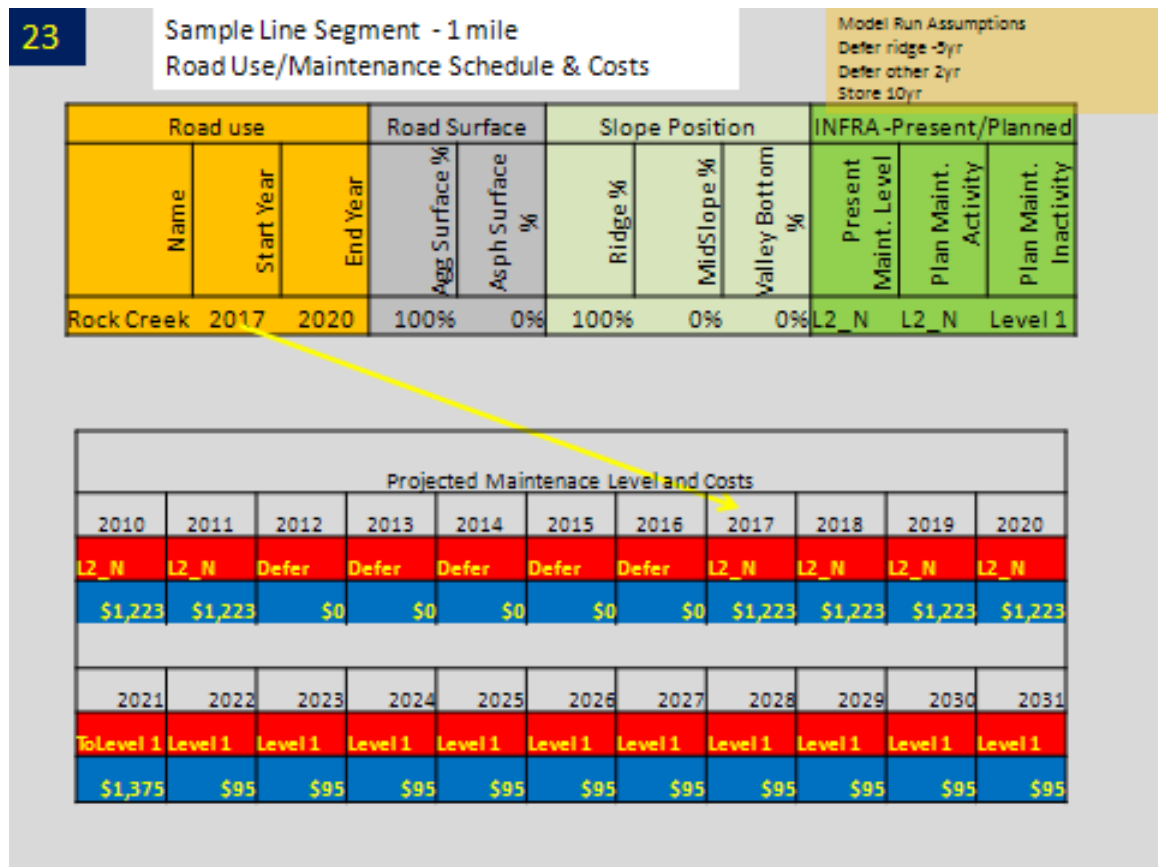 23
Sample Line Segment - 1 mile
Road Use/Maintenance Schedule & Costs
Model Run Assumptions
Defer ridge -5yr
Defer other 2yr
Store 10yr
Road use Road Surface Slope Position INFRA -Present/Planned
Name Start Year End Year Agg Surface % Asph Surface % Ridge % MidSlope % Valley Bottom % Present Maint. Level Plan Maint. Activity Plan Maint. Inactivity
Rock Creek 2017 2020 100% 0% 100% 0% 0% L2_N L2_N Level 1
Projected Maintenace Level and Costs
2010 2011 2012 2013 2014 2015 2016 2017 2018 2019 2020
L2_N L2_N Defer Defer Defer Defer Defer L2_N L2_N L2_N L2_N
$1,223 $1,223 $0 $0 $0 $0 $0 $1,223 $1,223 $1,223 $1,223
2021 2022 2023 2024 2025 2026 2027 2028 2029 2030 2031
ToLevel 1 Level 1 Level 1 Level 1 Level 1 Level 1 Level 1 Level 1 Level 1 Level 1 Level 1
$1,375 $95 $95 $95 $95 $95 $95 $95 $95 $95 $95